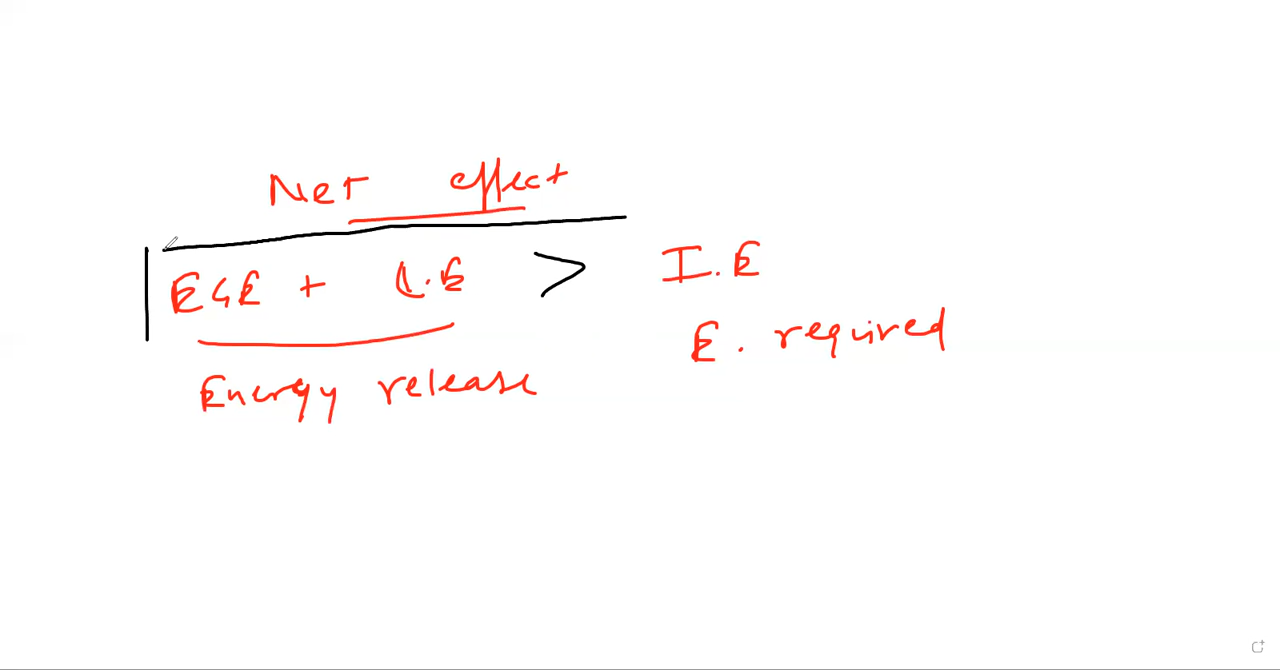 Net effect
EGE + L.E > I.E
E. required
Energy release